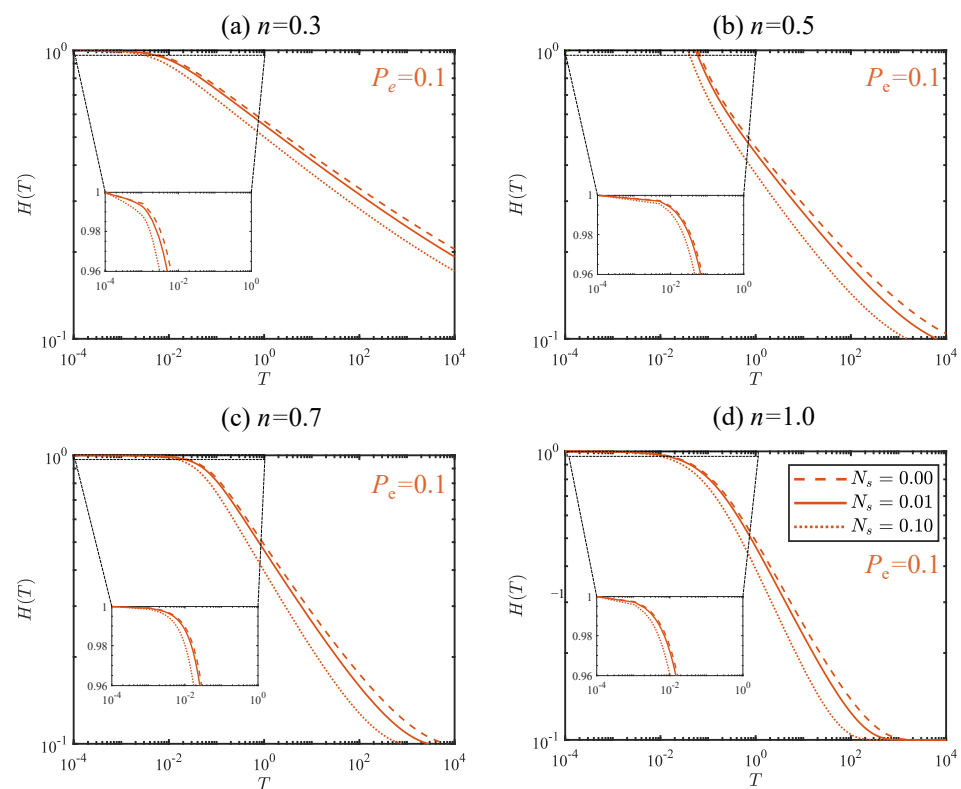 (a) n=0.3
10^0
P_e=0.1
H(T)
1
0.98
0.96
10^-4 10^-2 10^0
10^-1
10^-4 10^-2 10^0 10^2 10^4
T
(b) n=0.5
10^0
P_e=0.1
H(T)
1
0.98
0.96
10^-4 10^-2 10^0
10^-1
10^-4 10^-2 10^0 10^2 10^4
T
(c) n=0.7
10^0
P_e=0.1
H(T)
1
0.98
0.96
10^-4 10^-2 10^0
10^-1
10^-4 10^-2 10^0 10^2 10^4
T
(d) n=1.0
10^0
N_s = 0.00
N_s = 0.01
N_s = 0.10
P_e=0.1
H(T)
-1
1
0.98
0.96
10^-4 10^-2 10^0
10^-1
10^-4 10^-2 10^0 10^2 10^4
T